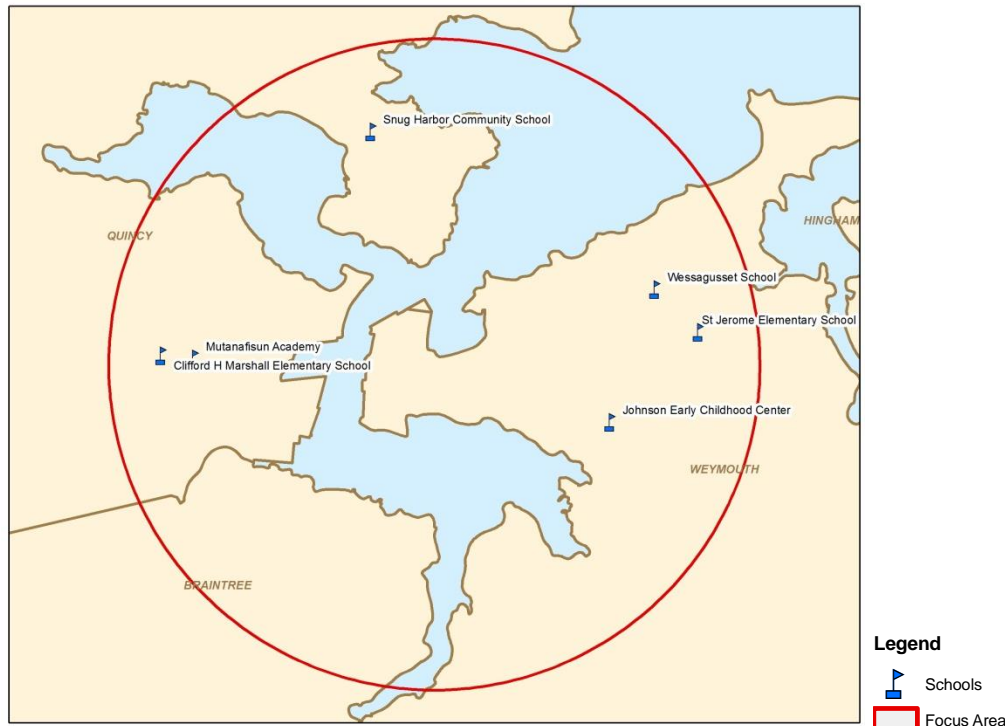 Snug Harbor Community School
HINGHAM
QUINCY
Wessagusset School
St Jerome Elementary School
Mutanafisun Academy
Clifford H Marshall Elementary School
Johnson Early Childhood Center
WEYMOUTH
BRAINTREE
Legend
Schools
Focus Area